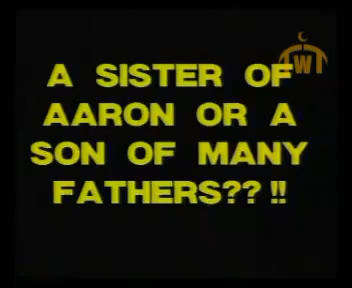 A SISTER OF
AARON OR A
SON OF MANY
FATHERS?? !!